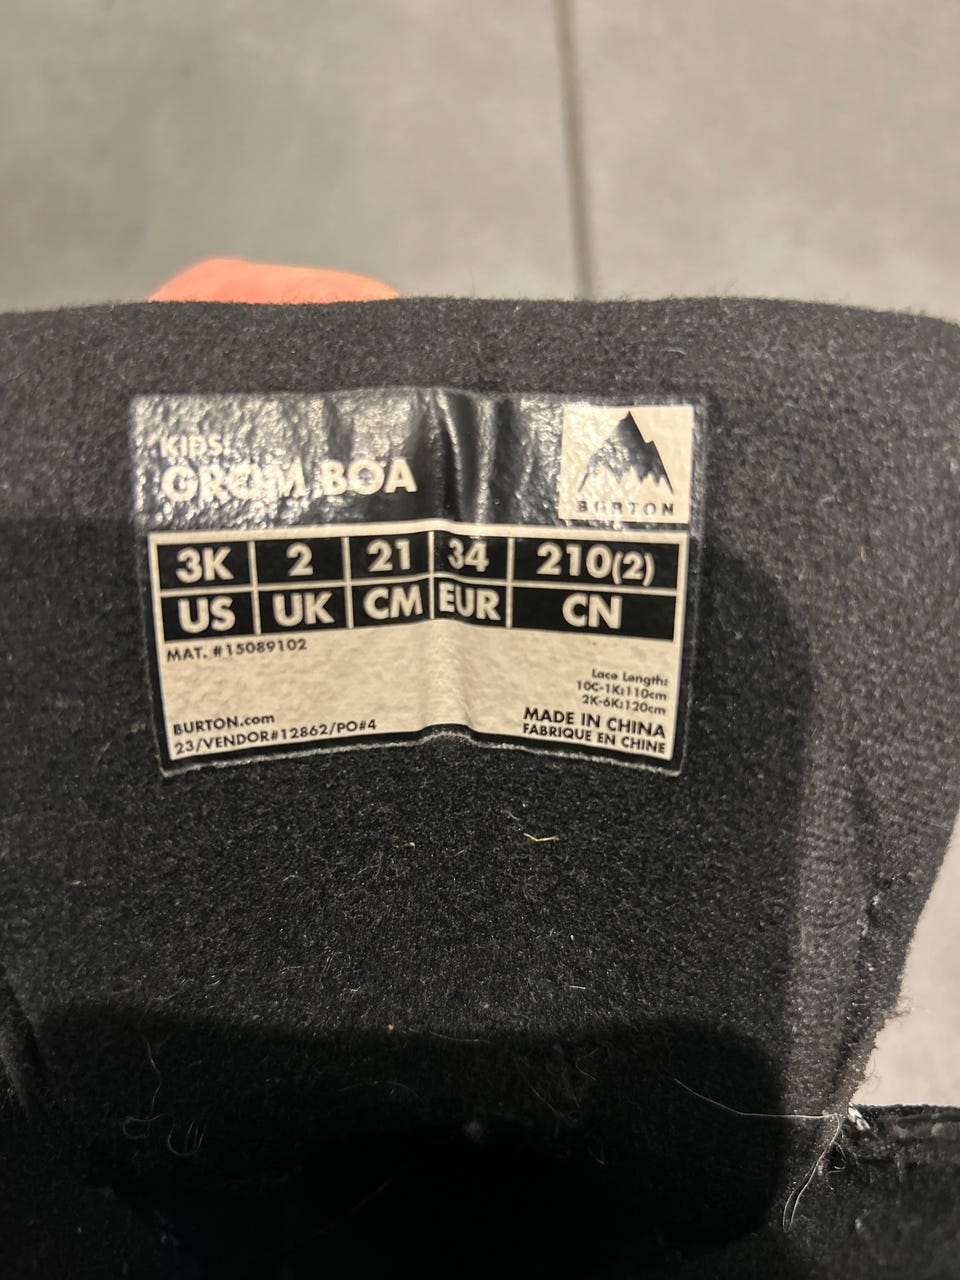 KIDS'
GROM BOA
BURTON
3K 2 21 34 210(2)
US UK CM EUR CN
MAT. #15089102
Lace Length:
10C-1K:110cm
2K-6K:120cm
BURTON.com
23/VENDOR#12862/PO#4
MADE IN CHINA
FABRIQUE EN CHINE